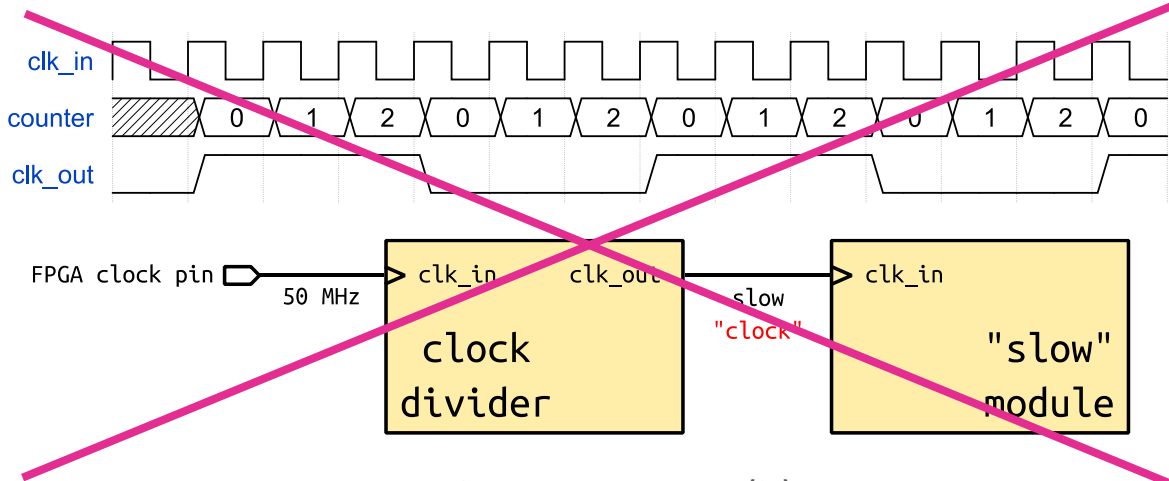 clk_in
counter 0 1 2 0 1 2 0 1 2 0 1 2 0
clk_out
FPGA clock pin clk_in clk_out clk_in
50 MHz slow
"clock"
clock "slow"
divider module